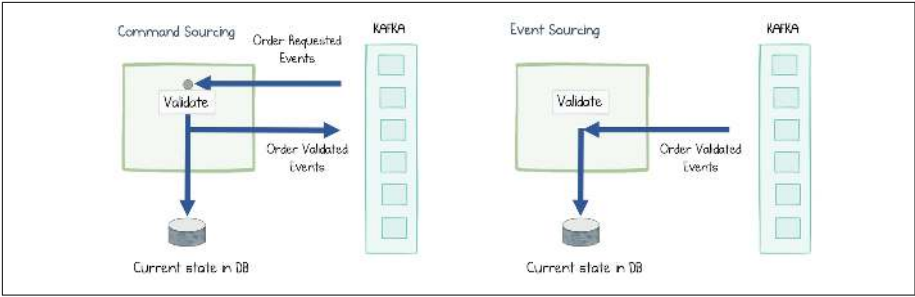 Command Sourcing
KAFKA
Order Requested
Events
Validate
Order Validated
Events
Current state in DB
Event Sourcing
KAFKA
Validate
Order Validated
Events
Current state in DB